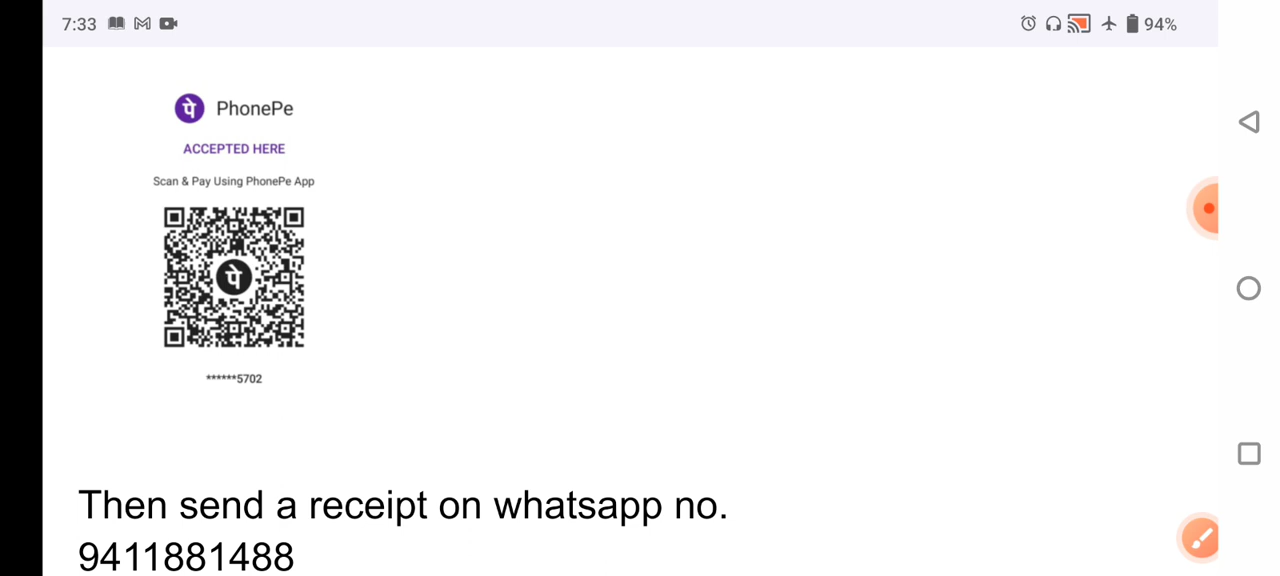 7:33
94%
पे PhonePe
ACCEPTED HERE
Scan & Pay Using PhonePe App
पे
******5702
Then send a receipt on whatsapp no.
9411881488